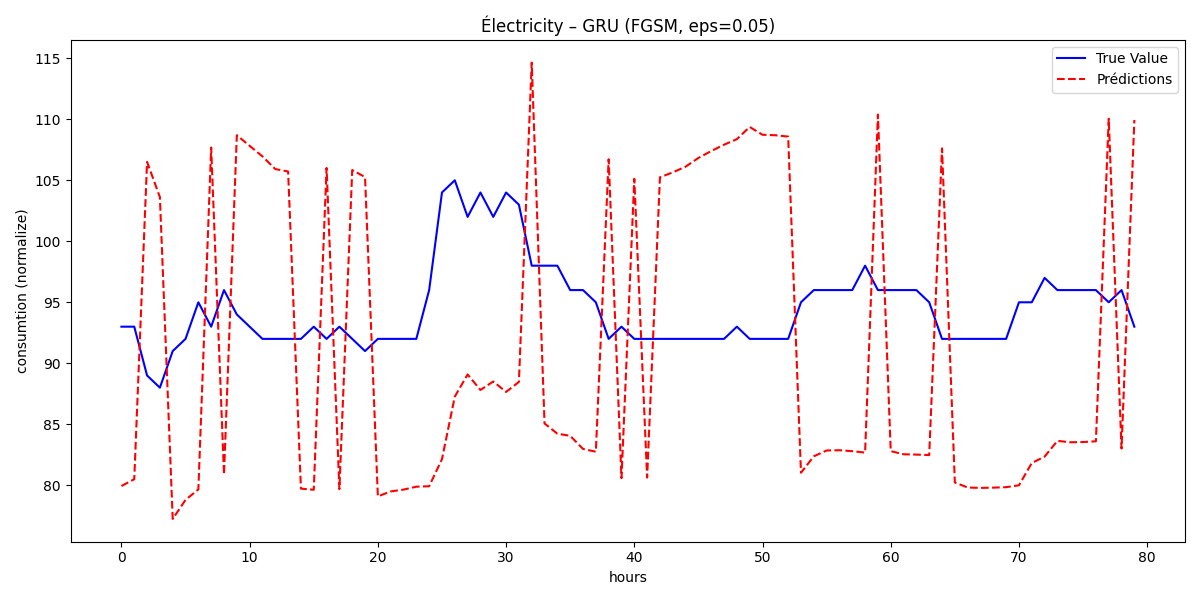 Électricity – GRU (FGSM, eps=0.05)
True Value
Prédictions
consumtion (normalize)
115
110
105
100
95
90
85
80
0 10 20 30 40 50 60 70 80
hours